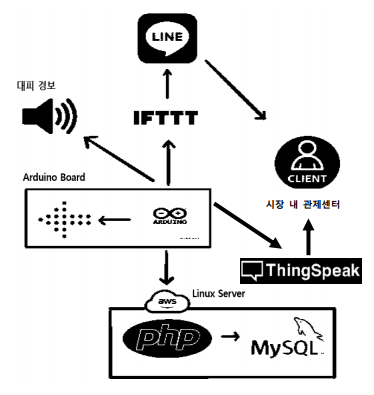 LINE
대피 경보
IFTTT
CLIENT
시장 내 관제센터
Arduino Board
ARDUINO
ThingSpeak
aws
Linux Server
php
MySQL